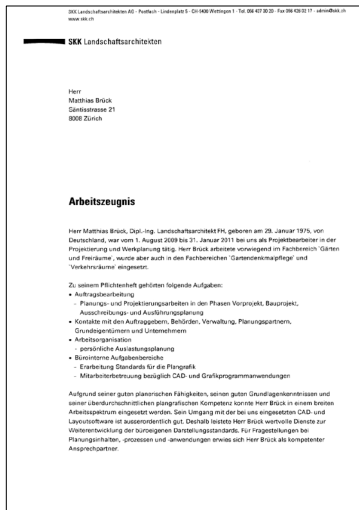 SKK Landschaftsarchitekten AG - Postfach - Lindenplatz 5 - CH 5430 Wettingen 1 - Tel. 056 437 30 20 - Fax 056 426 02 17 - admin@skk.ch
www.skk.ch
SKK Landschaftsarchitekten
Herr
Matthias Brück
Säntisstrasse 21
8008 Zürich
Arbeitszeugnis
Herr Matthias Brück, Dipl.-Ing. Landschaftsarchitekt FH, geboren am 29. Januar 1975, von
Deutschland, war vom 1. August 2009 bis 31. Januar 2011 bei uns als Projektbearbeiter in der
Projektierung und Werkplanung tätig. Herr Brück arbeitete vorwiegend im Fachbereich 'Gärten
und Freiräume', wurde aber auch in den Fachbereichen 'Gartendenkmalpflege' und
'Verkehrsräume' eingesetzt.
Zu seinem Pflichtenheft gehörten folgende Aufgaben:
• Auftragsbearbeitung
- Planungs- und Projektierungsarbeiten in den Phasen Vorprojekt, Bauprojekt,
Ausschreibungs- und Ausführungsplanung
• Kontakte mit den Auftraggebern, Behörden, Verwaltung, Planungspartnern,
Grundeigentümern und Unternehmern
• Arbeitsorganisation
- persönliche Auslastungsplanung
• Bürointerne Aufgabenbereiche
- Erarbeitung Standards für die Plangrafik
- Mitarbeiterbetreuung bezüglich CAD- und Grafikprogrammanwendungen
Aufgrund seiner guten planerischen Fähigkeiten, seinen guten Grundlagenkenntnissen und
seiner überdurchschnittlichen plangrafischen Kompetenz konnte Herr Brück in einem breiten
Arbeitsspektrum eingesetzt werden. Sein Umgang mit der bei uns eingesetzten CAD- und
Layoutsoftware ist ausserordentlich gut. Deshalb leistete Herr Brück wertvolle Dienste zur
Weiterentwicklung der büroeigenen Darstellungsstandards. Für Fragestellungen bei
Planungsinhalten, -prozessen und -anwendungen erwies sich Herr Brück als kompetenter
Ansprechpartner.